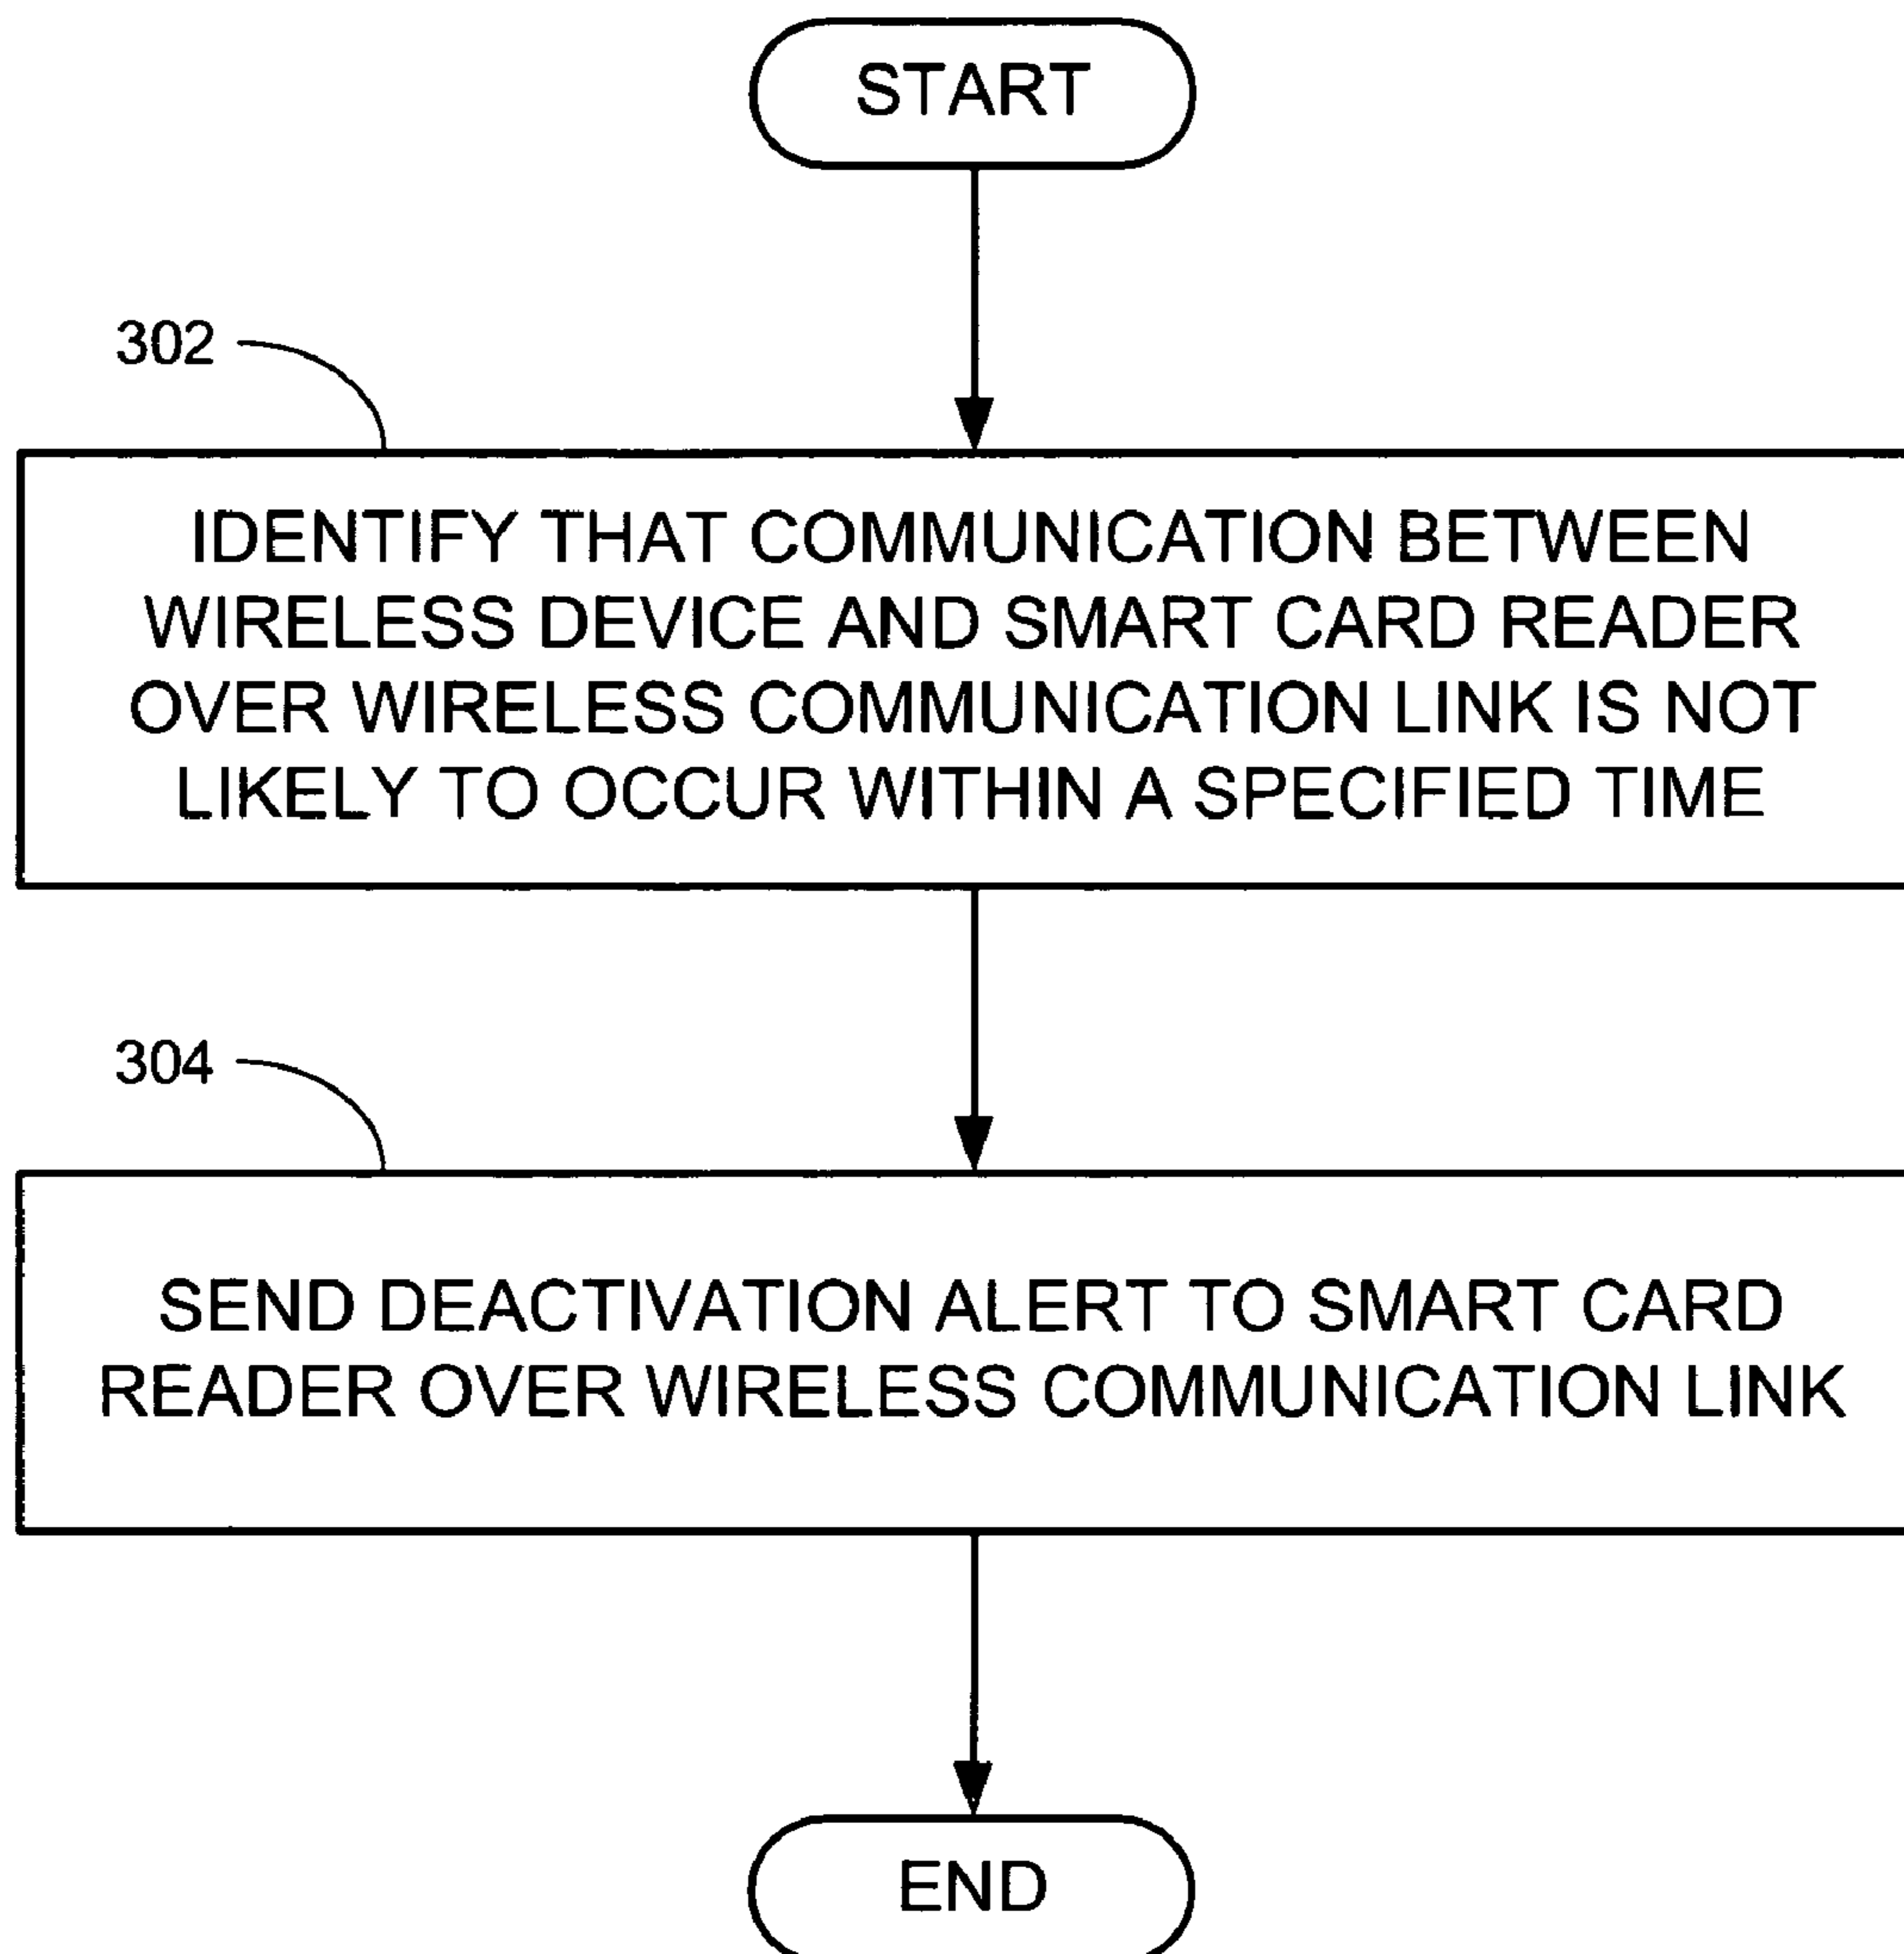 START
302
IDENTIFY THAT COMMUNICATION BETWEEN
WIRELESS DEVICE AND SMART CARD READER
OVER WIRELESS COMMUNICATION LINK IS NOT
LIKELY TO OCCUR WITHIN A SPECIFIED TIME
304
SEND DEACTIVATION ALERT TO SMART CARD
READER OVER WIRELESS COMMUNICATION LINK
END